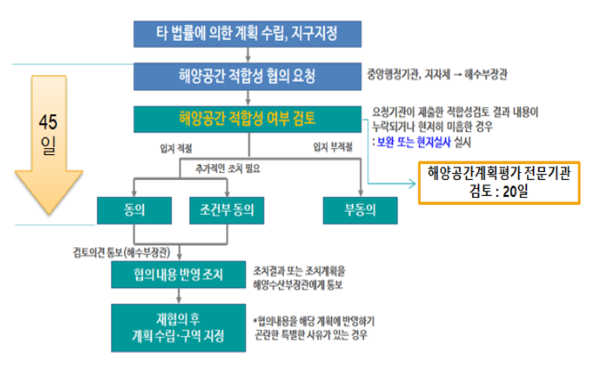 타 법률에 의한 계획 수립, 지구지정
해양공간 적합성 협의 요청
중앙행정기관, 지자체 → 해수부장관
45
일
해양공간 적합성 여부 검토
요청기관이 제출한 적합성검토 결과 내용이
누락되거나 현저히 미흡한 경우
: 보완 또는 현지실사 실시
입지 적절
입지 부적절
추가적인 조치 필요
해양공간계획평가 전문기관
검토 : 20일
동의
조건부 동의
부동의
검토의견 통보(해수부장관)
협의 내용 반영 조치
조치결과 또는 조치계획을
해양수산부장관에게 통보
재협의 후
계획 수립·구역 지정
*협의내용을 해당 계획에 반영하기
곤란한 특별한 사유가 있는 경우